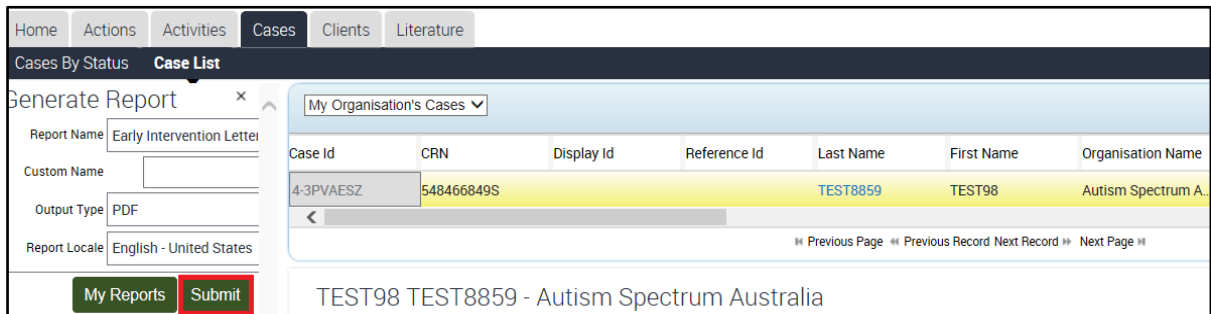 Home Actions Activities Cases Clients Literature
Cases By Status Case List
Generate Report ×
Report Name Early Intervention Letter
Custom Name
Output Type PDF
Report Locale English - United States
My Reports Submit
My Organisation's Cases
Case Id CRN Display Id Reference Id Last Name First Name Organisation Name
4-3PVAESZ 548466849S TEST8859 TEST98 Autism Spectrum A..
Previous Page Previous Record Next Record Next Page
TEST98 TEST8859 - Autism Spectrum Australia